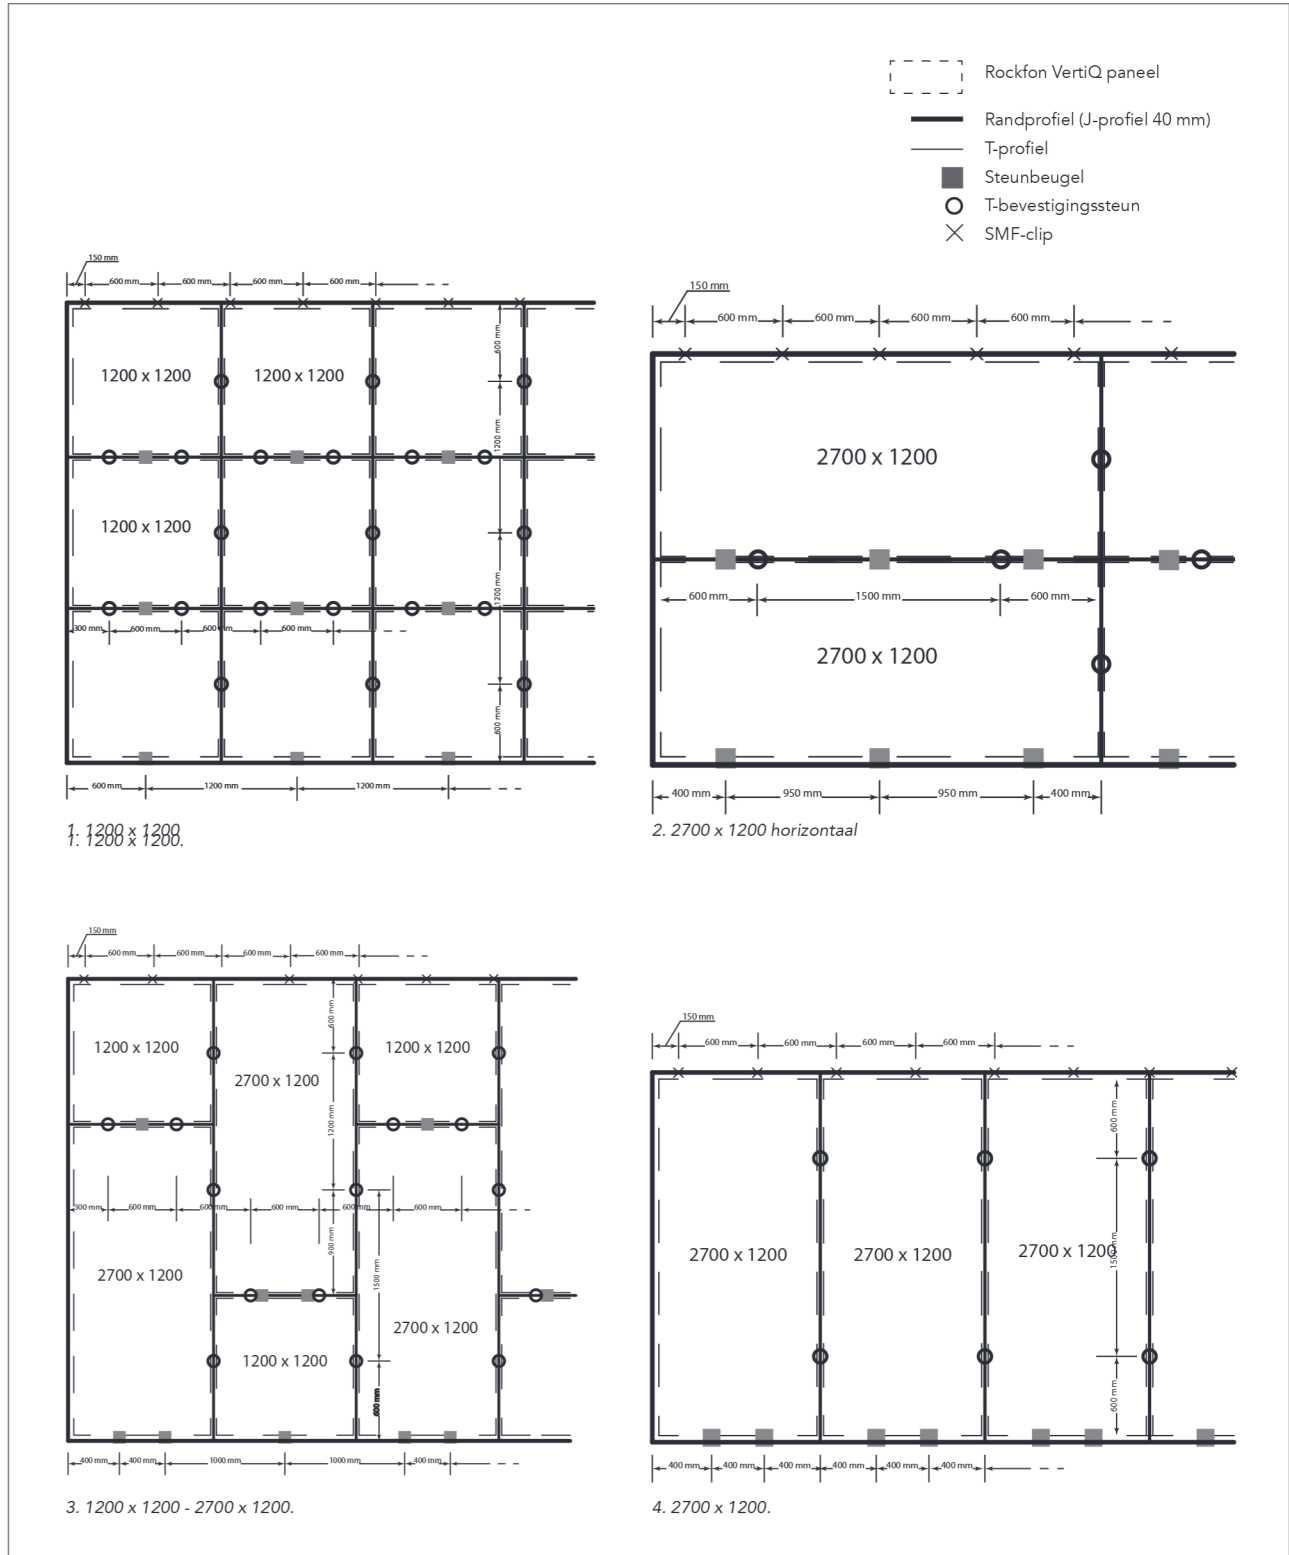 Rockfon VertiQ paneel
Randprofiel (J-profiel 40 mm)
T-profiel
Steunbeugel
T-bevestigingssteun
SMF-clip
150 mm
600 mm 600 mm 600 mm 600 mm
600 mm
1200 x 1200 1200 x 1200
1200 mm
1200 x 1200
1200 mm
300 mm 600 mm 600 mm 600 mm
600 mm
600 mm 1200 mm 1200 mm
1. 1200 x 1200
1. 1200 x 1200.
150 mm
600 mm 600 mm 600 mm 600 mm
2700 x 1200
600 mm 1500 mm 600 mm
2700 x 1200
400 mm 950 mm 950 mm 400 mm
2. 2700 x 1200 horizontaal
150 mm
600 mm 600 mm 600 mm 600 mm
600 mm
1200 x 1200 1200 x 1200
2700 x 1200
1200 mm
300 mm 600 mm 600 mm 600 mm 600 mm 600 mm
900 mm
2700 x 1200
1500 mm
2700 x 1200
1200 x 1200
600 mm
400 mm 400 mm 1000 mm 1000 mm 400 mm
3. 1200 x 1200 - 2700 x 1200.
150 mm
600 mm 600 mm 600 mm 600 mm
600 mm
2700 x 1200 2700 x 1200 2700 x 1200
1500 mm
600 mm
400 mm 400 mm 400 mm 400 mm 400 mm 400 mm
4. 2700 x 1200.